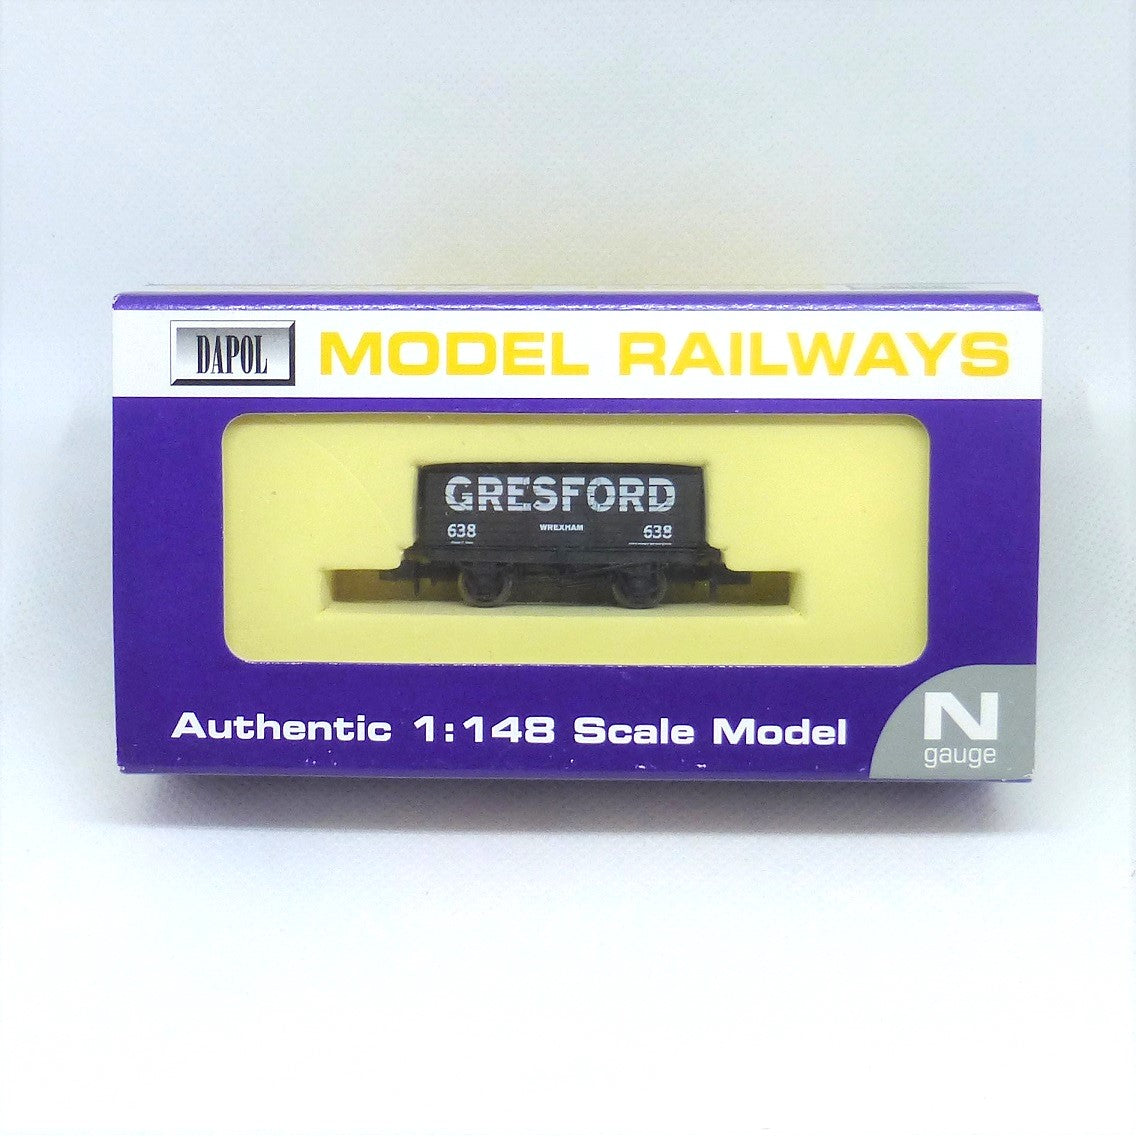 DAPOL MODEL RAILWAYS
GRESFORD
638 WREXHAM 638
Authentic 1:148 Scale Model
N
gauge